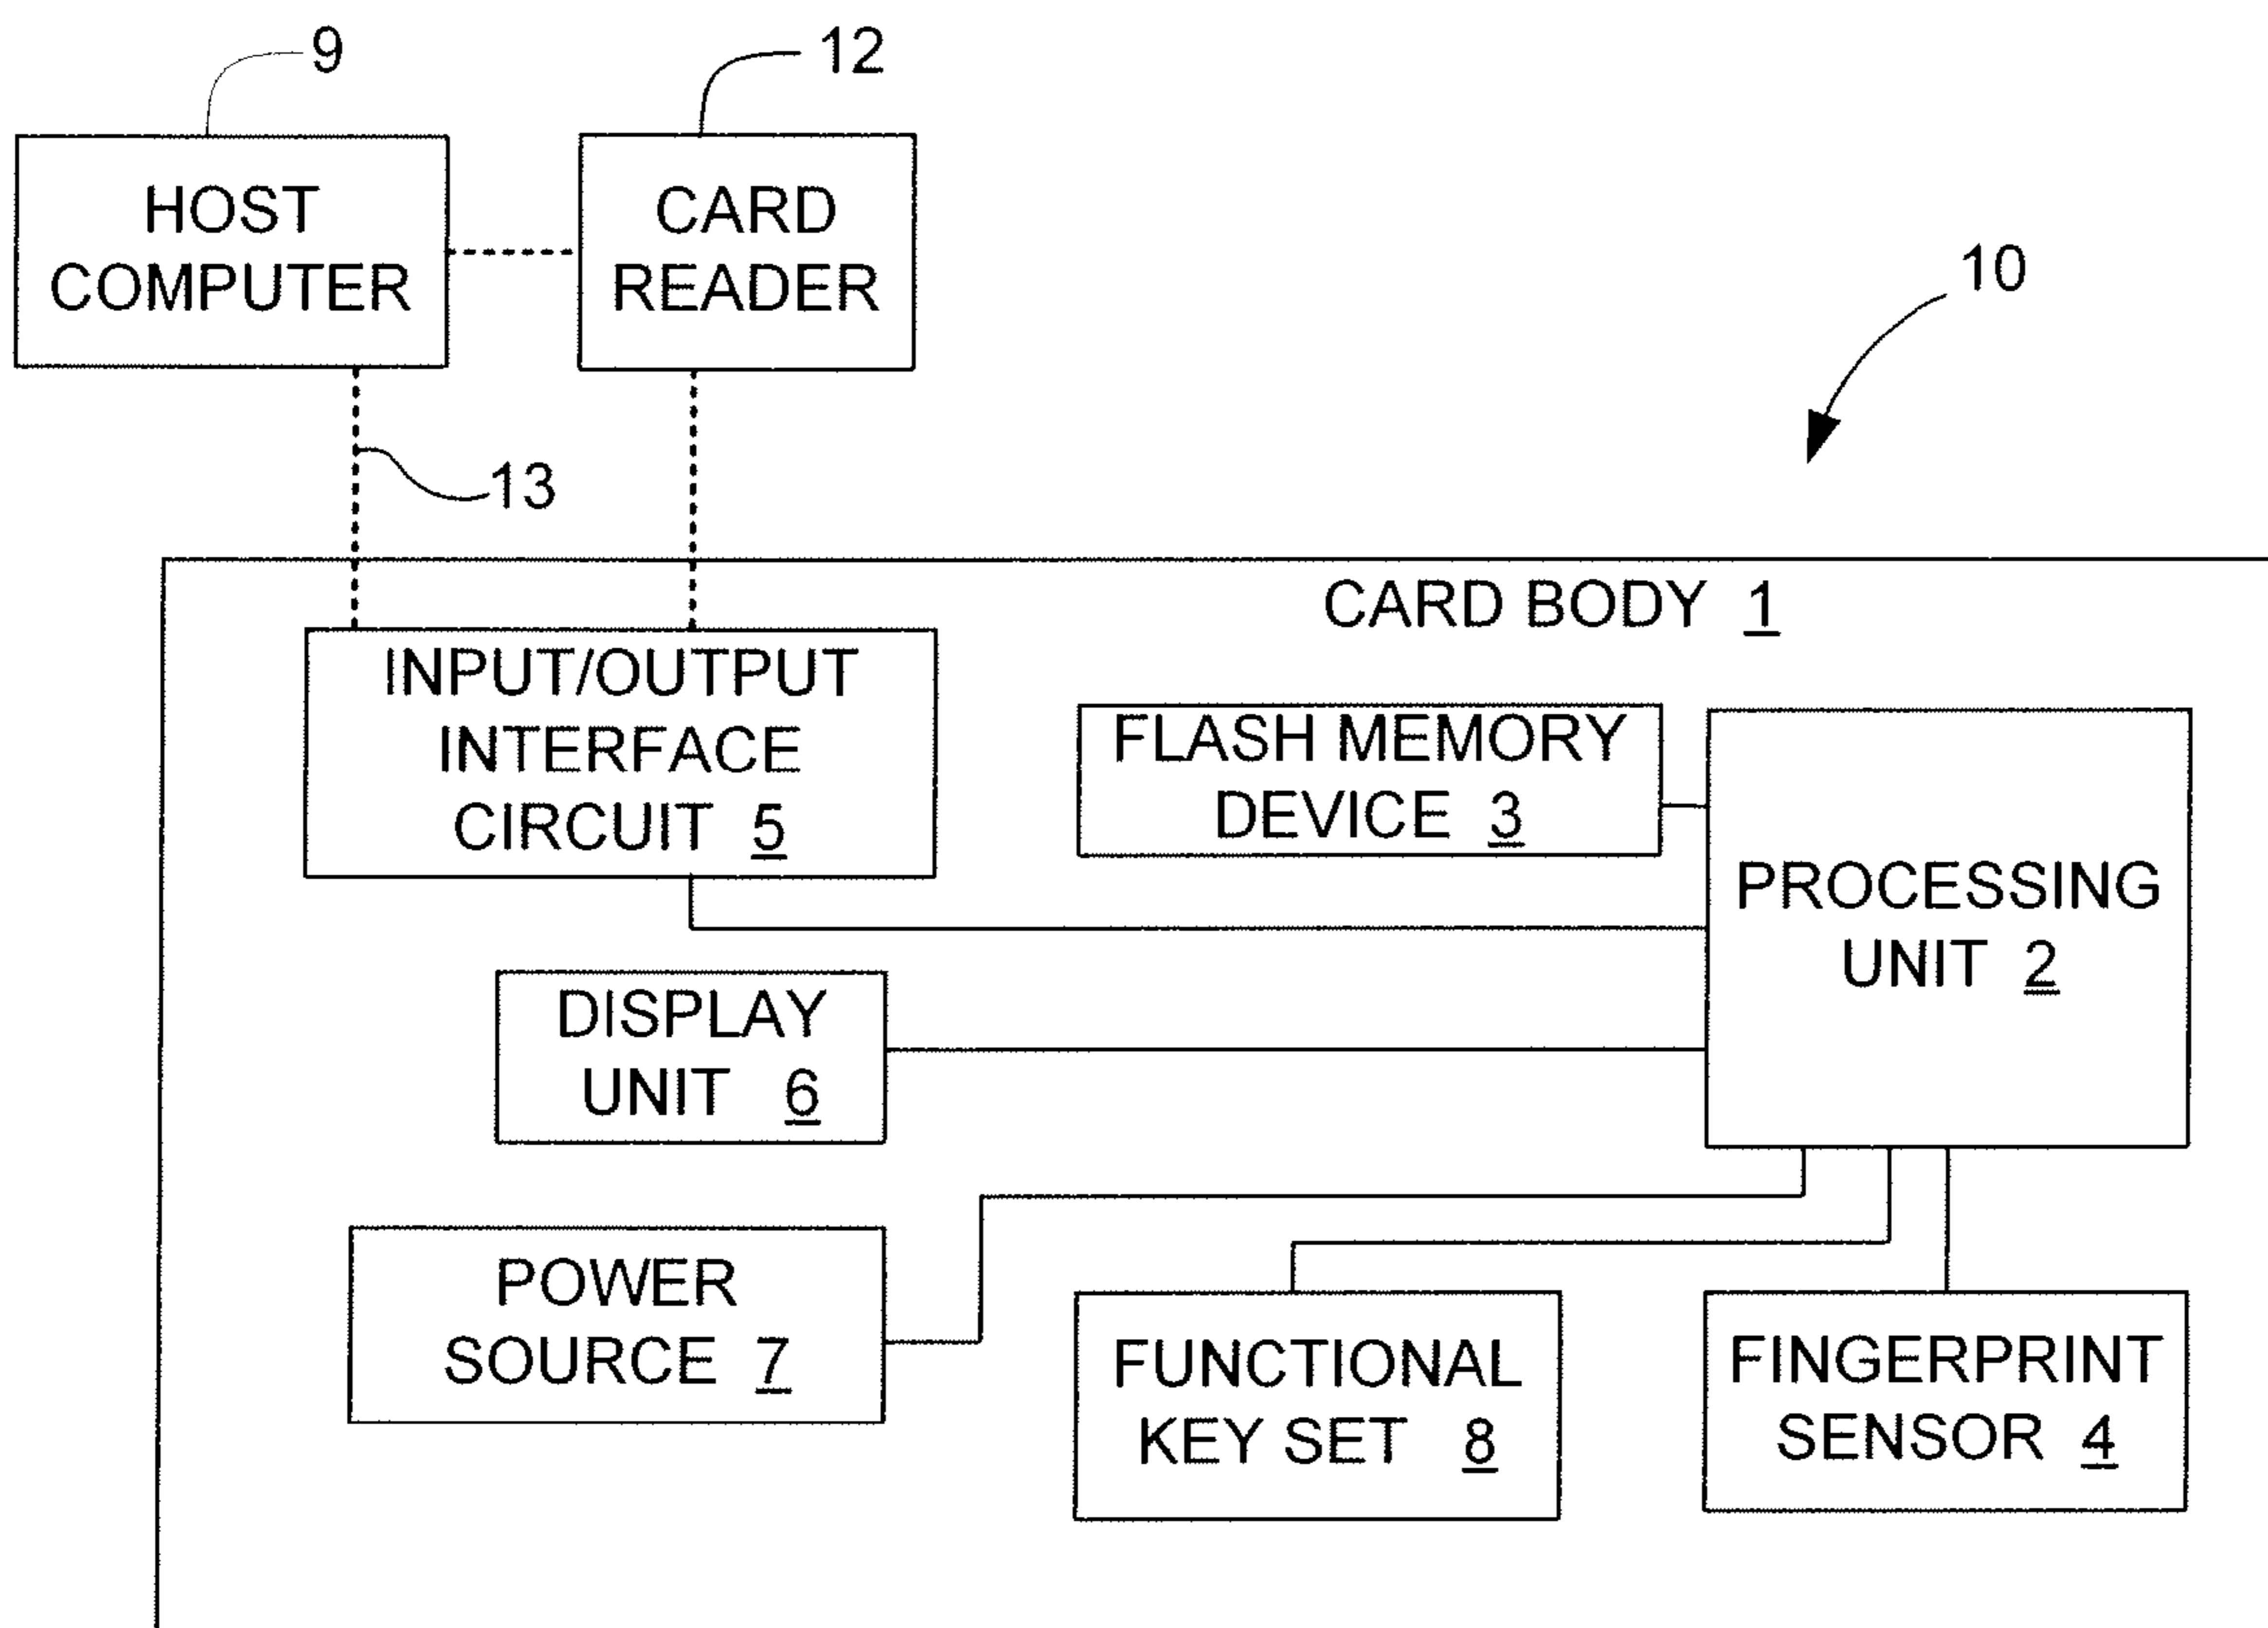 9
12
HOST
COMPUTER
CARD
READER
10
13
CARD BODY 1
INPUT/OUTPUT
INTERFACE
CIRCUIT 5
FLASH MEMORY
DEVICE 3
PROCESSING
UNIT 2
DISPLAY
UNIT 6
POWER
SOURCE 7
FUNCTIONAL
KEY SET 8
FINGERPRINT
SENSOR 4